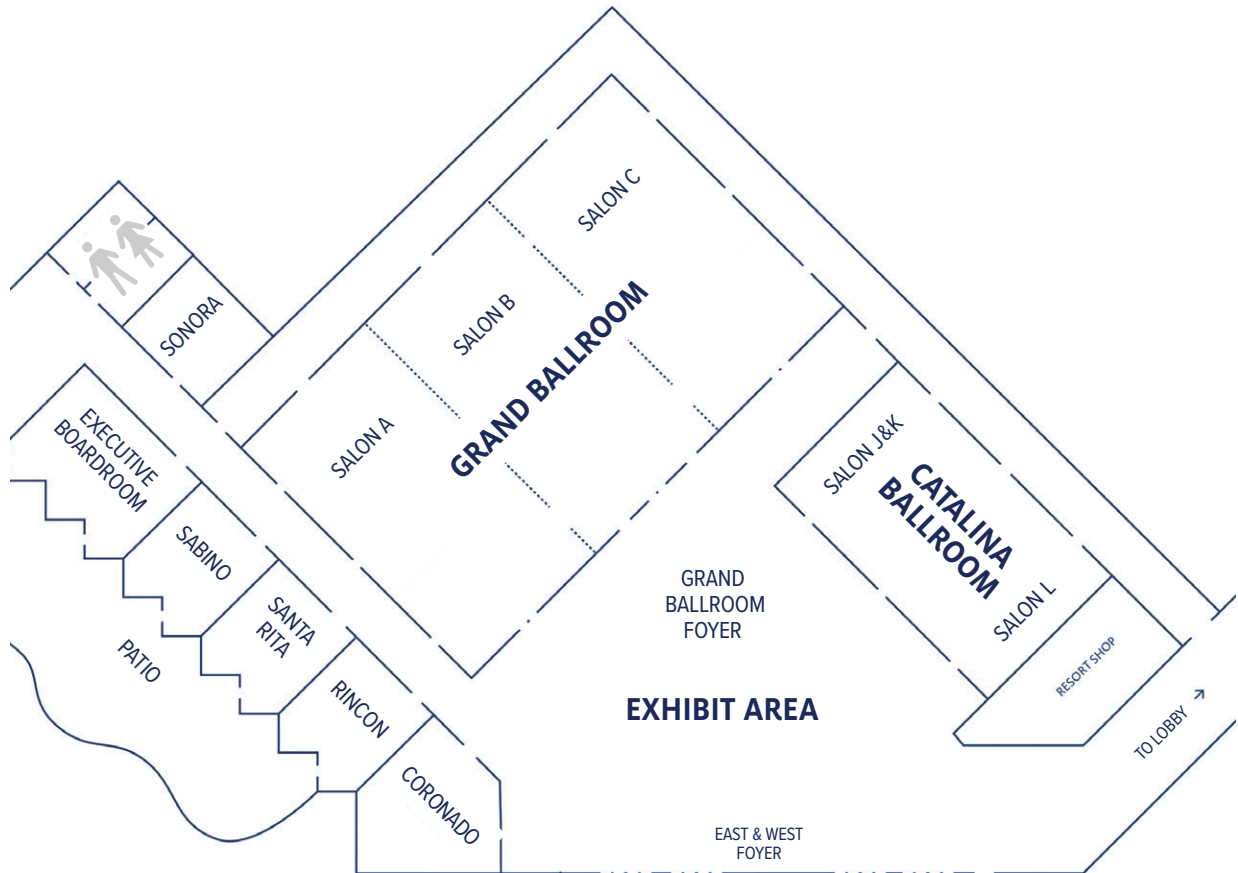 SALON C
SALON B
SALON A
GRAND BALLROOM
SONORA
EXECUTIVE
BOARDROOM
SABINO
SANTA
RITA
RINCON
CORONADO
PATIO
SALON J&K
CATALINA
BALLROOM
SALON L
RESORT SHOP
TO LOBBY
GRAND
BALLROOM
FOYER
EXHIBIT AREA
EAST & WEST
FOYER